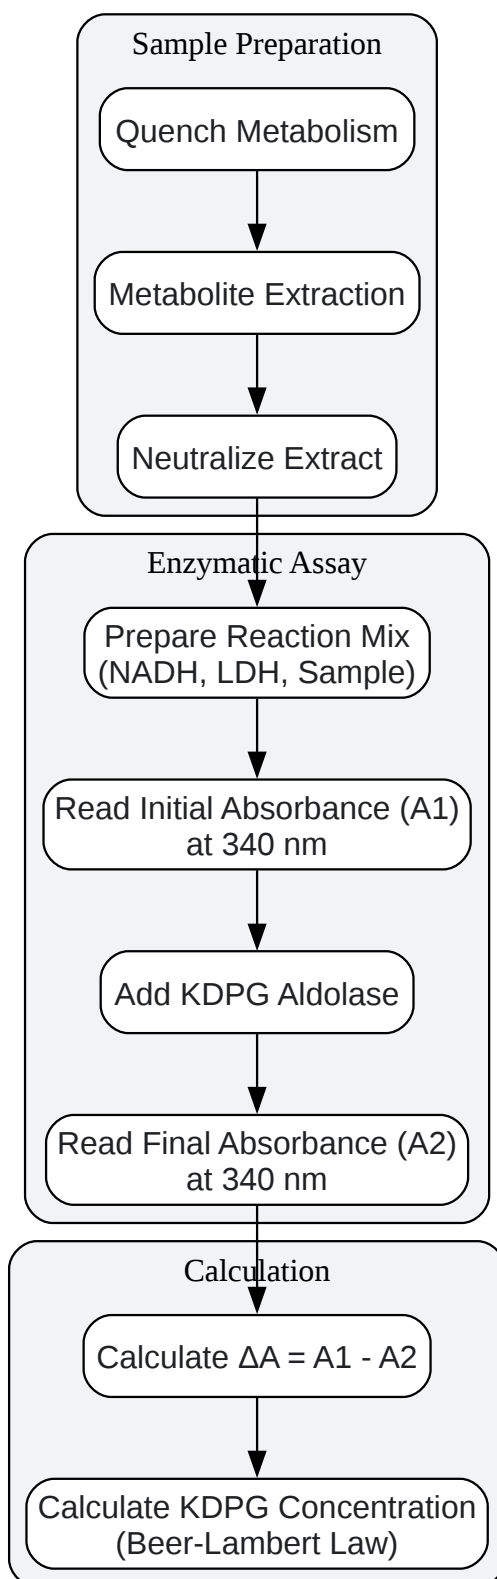 Sample Preparation
Quench Metabolism
Metabolite Extraction
Neutralize Extract
Enzymatic Assay
Prepare Reaction Mix
(NADH, LDH, Sample)
Read Initial Absorbance (A1)
at 340 nm
Add KDPG Aldolase
Read Final Absorbance (A2)
at 340 nm
Calculation
Calculate ΔA = A1 - A2
Calculate KDPG Concentration
(Beer-Lambert Law)